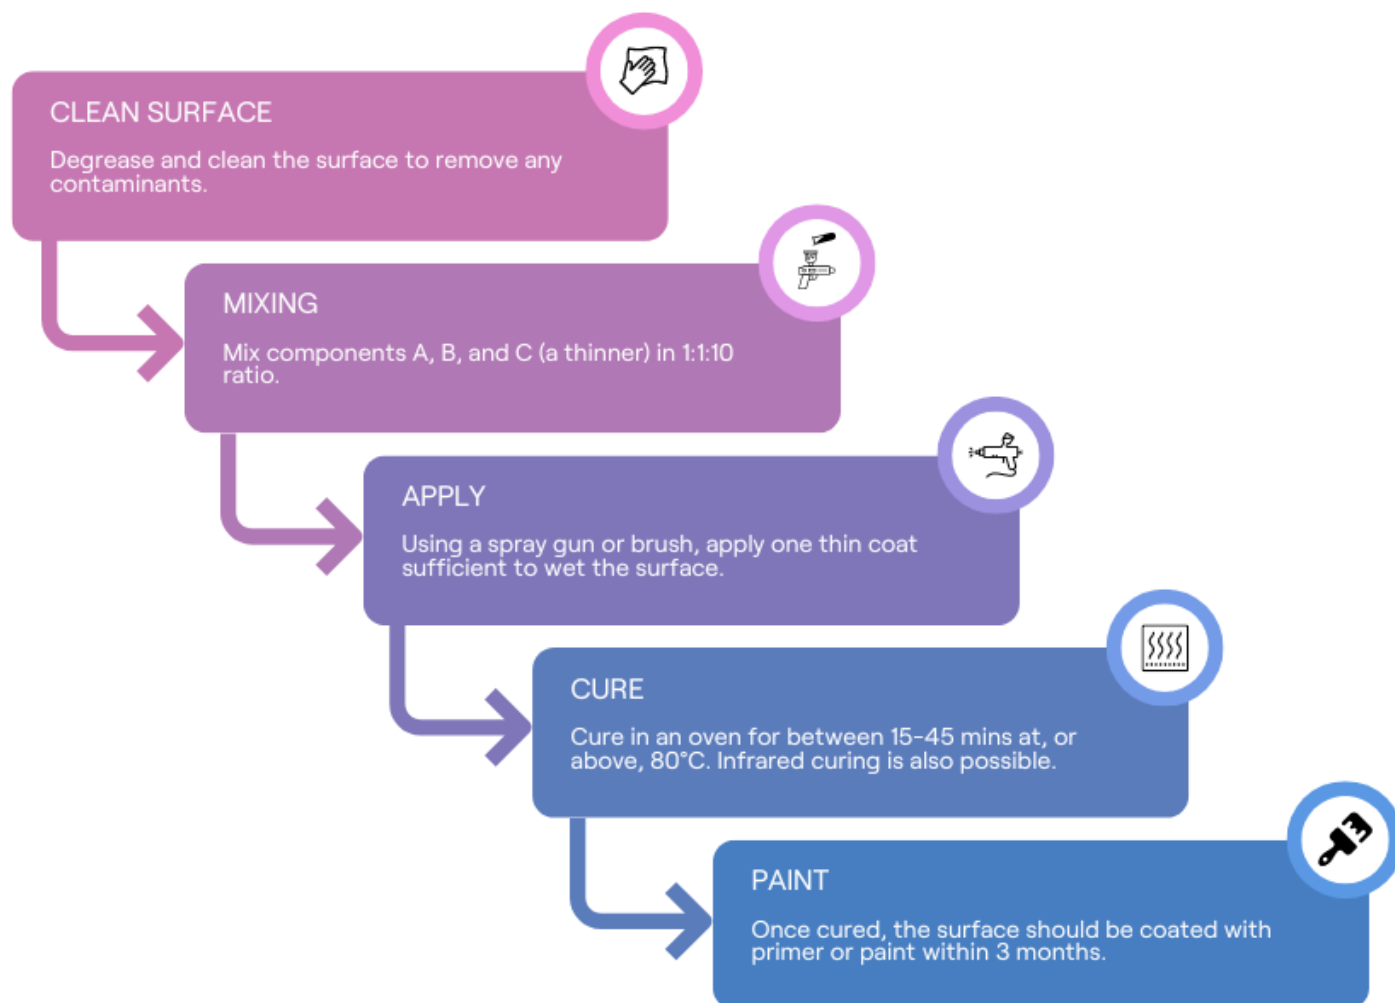 CLEAN SURFACE
Degrease and clean the surface to remove any
contaminants.
MIXING
Mix components A, B, and C (a thinner) in 1:1:10
ratio.
APPLY
Using a spray gun or brush, apply one thin coat
sufficient to wet the surface.
CURE
Cure in an oven for between 15-45 mins at, or
above, 80°C. Infrared curing is also possible.
PAINT
Once cured, the surface should be coated with
primer or paint within 3 months.